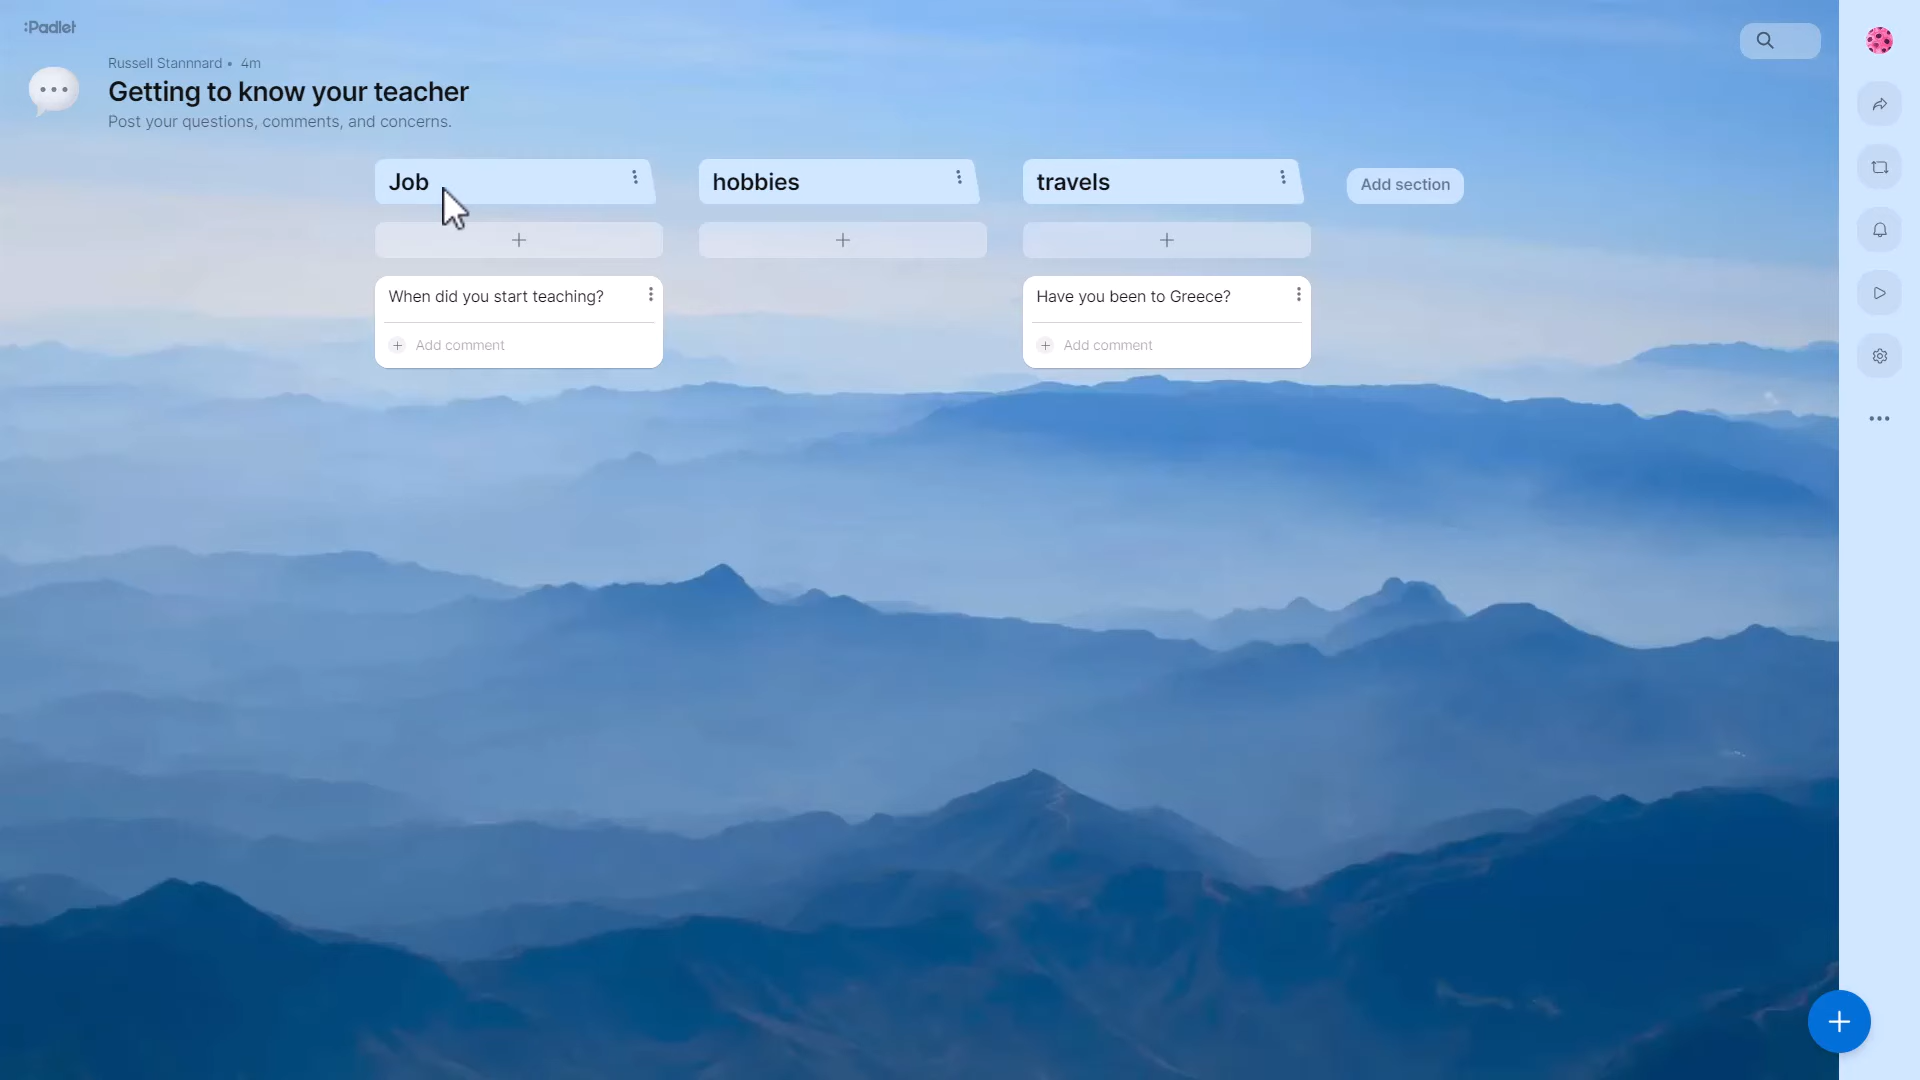 :Padlet
Russell Stannnard • 4m
Getting to know your teacher
Post your questions, comments, and concerns.
Job
hobbies
travels
Add section
When did you start teaching?
Have you been to Greece?
Add comment
Add comment